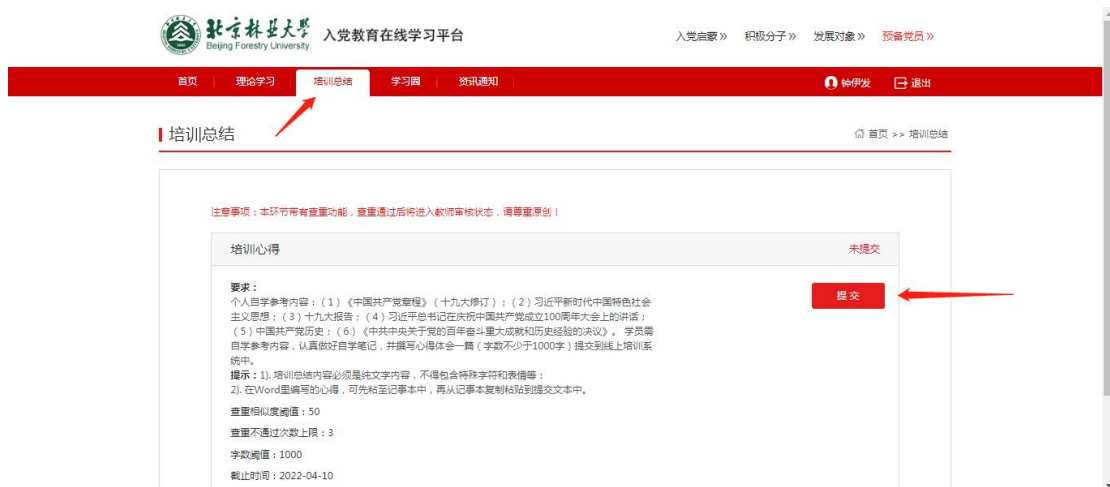 北京林业大学
Beijing Forestry University
入党教育在线学习平台
入党启蒙» 积极分子» 发展对象» 预备党员»
首页 理论学习 培训总结 学习圈 资讯通知 钟伊发 退出
培训总结
首页 >> 培训总结
注意事项：本环节带有查重功能，查重通过后将进入教师审核状态，请尊重原创！
培训心得 未提交
要求：
提交
个人自学参考内容：（1）《中国共产党章程》（十九大修订）；（2）习近平新时代中国特色社会
主义思想；（3）十九大报告；（4）习近平总书记在庆祝中国共产党成立100周年大会上的讲话；
（5）中国共产党历史；（6）《中共中央关于党的百年奋斗重大成就和历史经验的决议》。 学员需
自学参考内容，认真做好自学笔记，并撰写心得体会一篇（字数不少于1000字）提交到线上培训系
统中。
提示：1). 培训总结内容必须是纯文字内容，不得包含特殊字符和表情等；
2). 在Word里编写的心得，可先粘至记事本中，再从记事本复制粘贴到提交文本中。
查重相似度阈值：50
查重不通过次数上限：3
字数阈值：1000
截止时间：2022-04-10